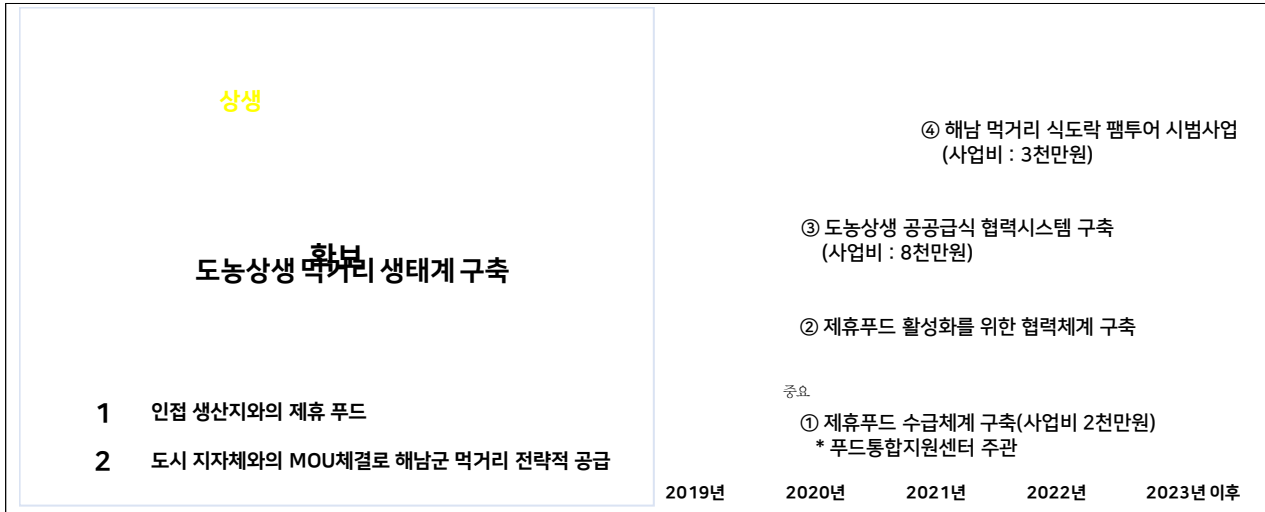 상생
확보
도농상생 먹거리 생태계 구축
1 인접 생산지와의 제휴 푸드
2 도시 지자체와의 MOU체결로 해남군 먹거리 전략적 공급
④ 해남 먹거리 식도락 팸투어 시범사업
(사업비 : 3천만원)
③ 도농상생 공공급식 협력시스템 구축
(사업비 : 8천만원)
② 제휴푸드 활성화를 위한 협력체계 구축
중요
① 제휴푸드 수급체계 구축(사업비 2천만원)
* 푸드통합지원센터 주관
2019년 2020년 2021년 2022년 2023년 이후